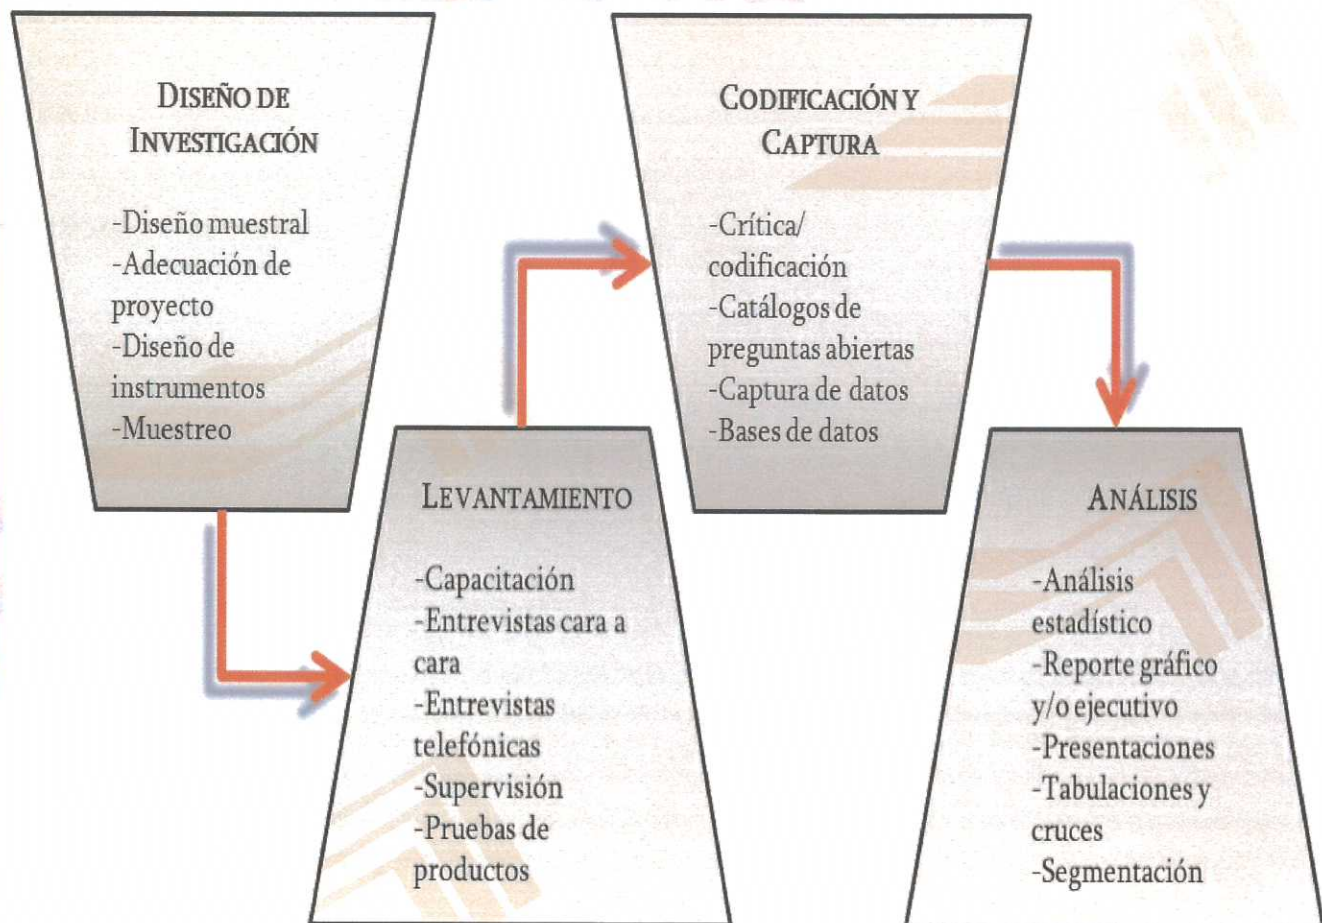 DISEÑO DE
INVESTIGACIÓN
-Diseño muestral
-Adecuación de
proyecto
-Diseño de
instrumentos
-Muestreo
LEVANTAMIENTO
-Capacitación
-Entrevistas cara a
cara
-Entrevistas
telefónicas
-Supervisión
-Pruebas de
productos
CODIFICACIÓN Y
CAPTURA
-Crítica/
codificación
-Catálogos de
preguntas abiertas
-Captura de datos
-Bases de datos
ANÁLISIS
-Análisis
estadístico
-Reporte gráfico
y/o ejecutivo
-Presentaciones
-Tabulaciones y
cruces
-Segmentación